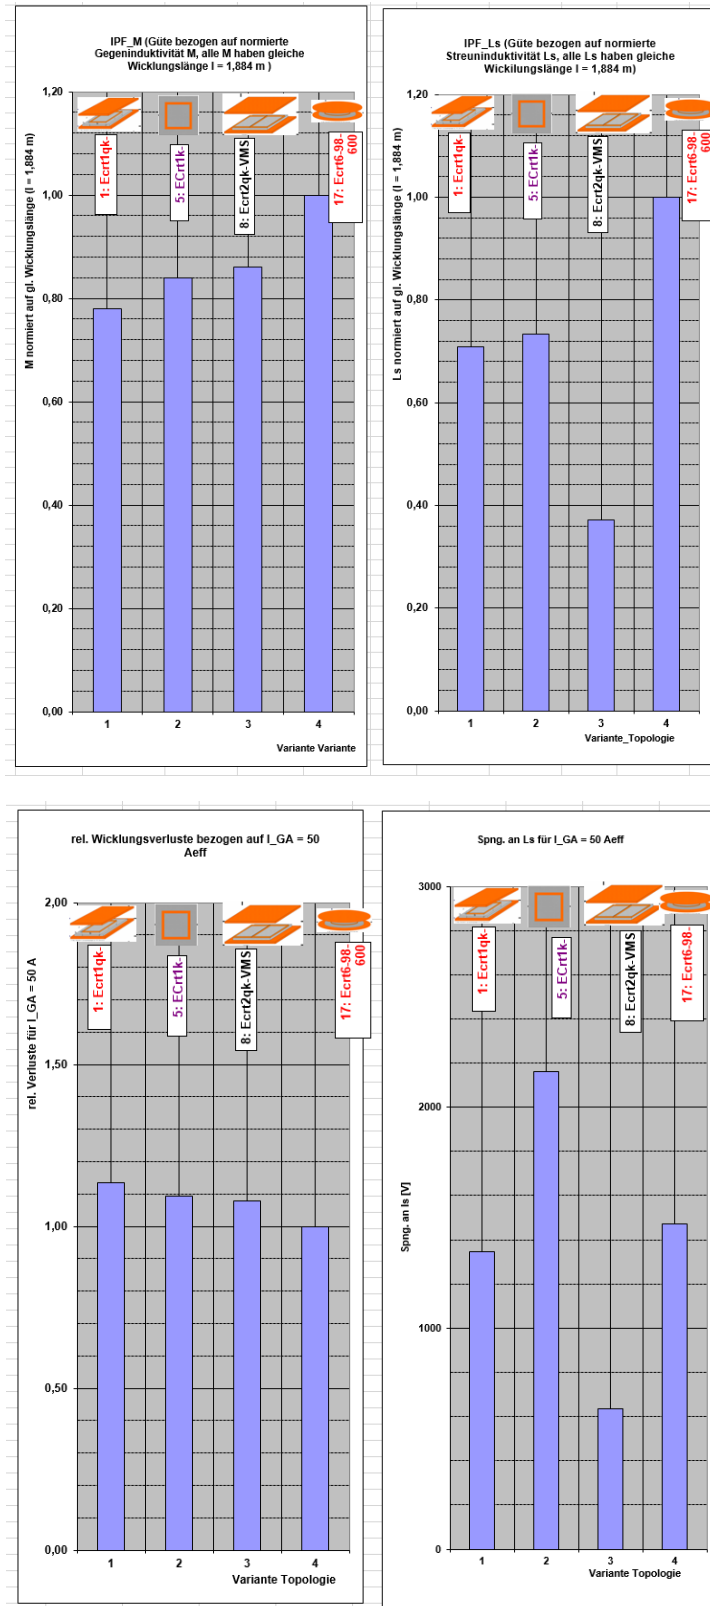 IPF_M (Güte bezogen auf normierte
Gegeninduktivität M, alle M haben gleiche
Wicklungslänge l = 1,884 m )
M normiert auf gl. Wicklungslänge (l = 1,884 m)
1,20
1,00
0,80
0,60
0,40
0,20
0,00
1: Ecrt1qk-
5: ECrt1k-
8: Ecrt2qk-VMS
17: Ecrt6-98-
600
1
2
3
4
Variante Variante
IPF_Ls (Güte bezogen auf normierte
Streuninduktivität Ls, alle Ls haben gleiche
Wickilungslänge l = 1,884 m)
Ls normiert auf gl. Wicklungslänge (l = 1,884 m)
1,20
1,00
0,80
0,60
0,40
0,20
0,00
1: Ecrt1qk-
5: ECrt1k-
8: Ecrt2qk-VMS
17: Ecrt6-98-
600
1
2
3
4
Variante_Topologie
rel. Wicklungsverluste bezogen auf I_GA = 50
Aeff
rel. Verluste für I_GA = 50 A
2,00
1,50
1,00
0,50
0,00
1: Ecrt1qk-
5: ECrt1k-
8: Ecrt2qk-VMS
17: Ecrt6-98-
600
1
2
3
4
Variante Topologie
Spng. an Ls für I_GA = 50 Aeff
Spng. an ls [V]
3000
2000
1000
0
1: Ecrt1qk-
5: ECrt1k-
8: Ecrt2qk-VMS
17: Ecrt6-98-
1
2
3
4
Variante Topologie